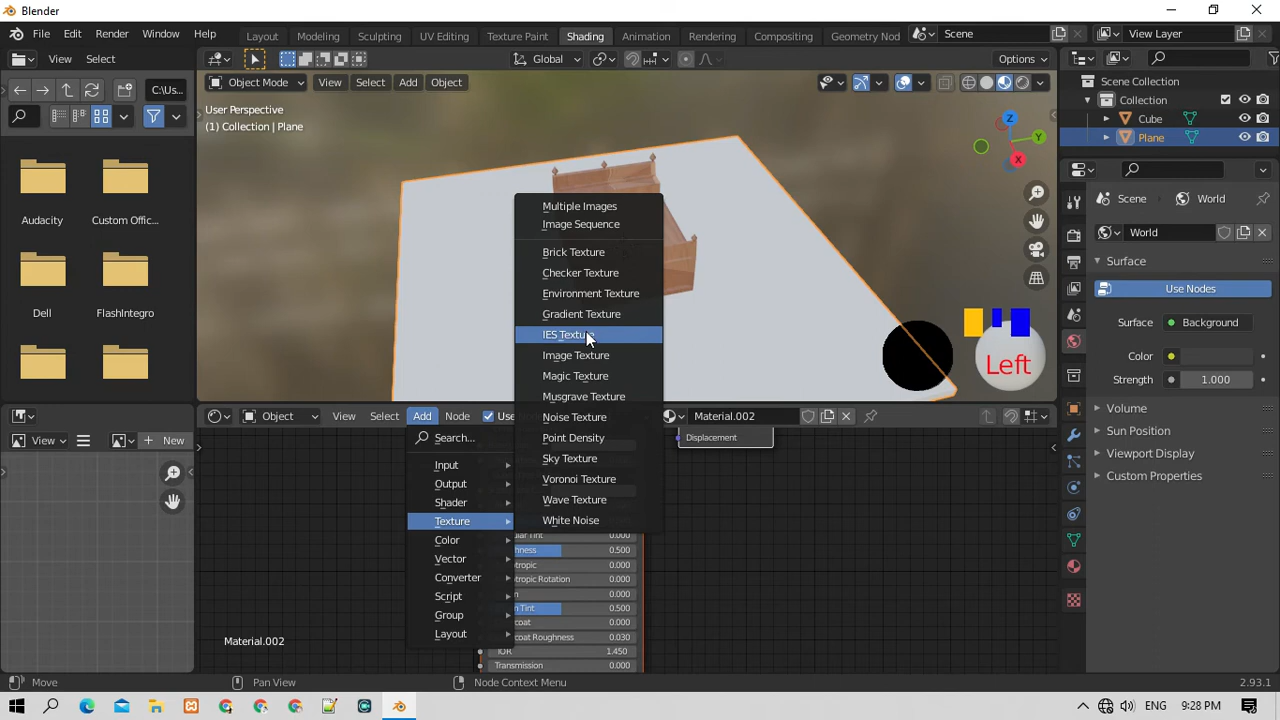 Blender
File Edit Render Window Help
Layout Modeling Sculpting UV Editing Texture Paint Shading Animation Rendering Compositing Geometry Nod
Scene
View Layer
View Select
Global
Options
C:\Us...
Object Mode View Select Add Object
User Perspective
(1) Collection | Plane
Z
Y
X
Scene Collection
Collection
Cube
Plane
Audacity
Custom Offic...
Dell
FlashIntegro
Scene
World
World
Surface
Use Nodes
Surface
Background
Color
Strength
1.000
Volume
Sun Position
Viewport Display
Custom Properties
Left
Multiple Images
Image Sequence
Brick Texture
Checker Texture
Environment Texture
Gradient Texture
IES Texture
Image Texture
Magic Texture
Musgrave Texture
Noise Texture
Point Density
Sky Texture
Voronoi Texture
Wave Texture
White Noise
View
New
Object View Select Add Node
Material.002
Displacement
Search...
Input
Output
Shader
Texture
Color
Vector
Converter
Script
Group
Layout
0.000
0.500
0.000
otropic Rotation 0.000
0.000
n Tint 0.500
0.000
coat Roughness 0.030
IOR 1.450
Transmission 0.000
Material.002
Move
Pan View
Node Context Menu
2.93.1
ENG
9:28 PM